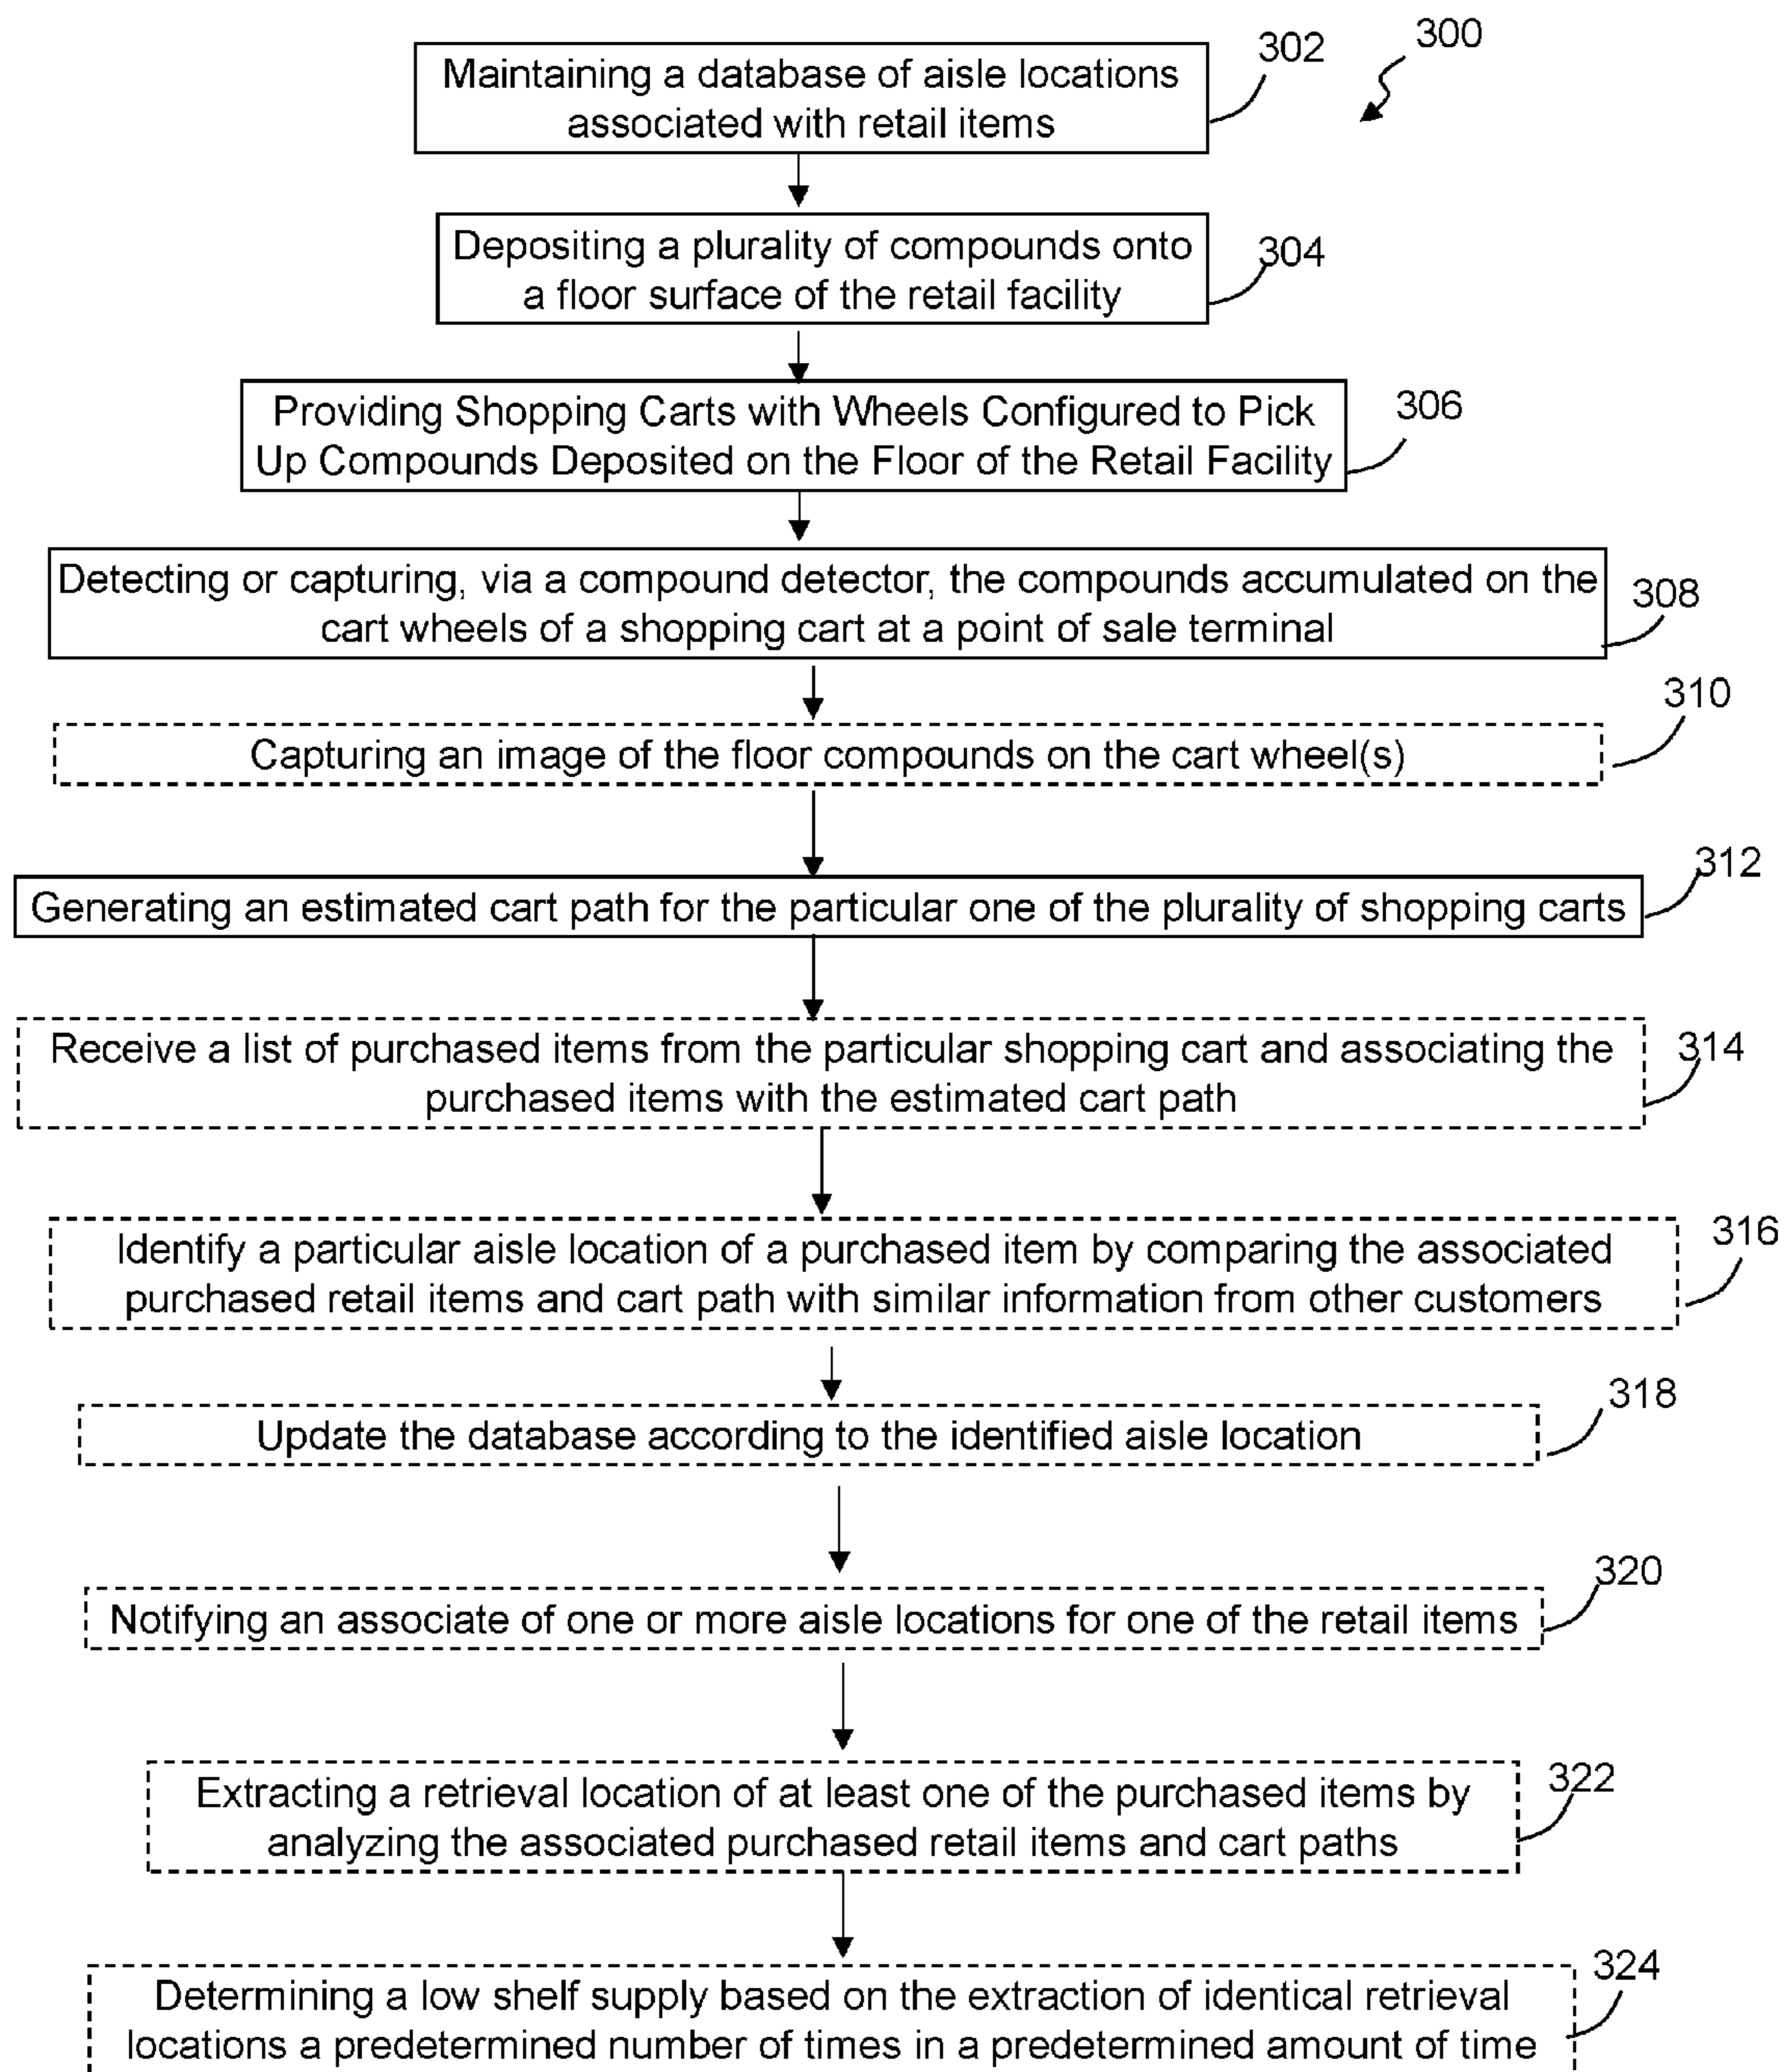 300
Maintaining a database of aisle locations
associated with retail items
302
Depositing a plurality of compounds onto
a floor surface of the retail facility
304
Providing Shopping Carts with Wheels Configured to Pick
Up Compounds Deposited on the Floor of the Retail Facility
306
Detecting or capturing, via a compound detector, the compounds accumulated on the
cart wheels of a shopping cart at a point of sale terminal
308
Capturing an image of the floor compounds on the cart wheel(s)
310
Generating an estimated cart path for the particular one of the plurality of shopping carts
312
Receive a list of purchased items from the particular shopping cart and associating the
purchased items with the estimated cart path
314
Identify a particular aisle location of a purchased item by comparing the associated
purchased retail items and cart path with similar information from other customers
316
Update the database according to the identified aisle location
318
Notifying an associate of one or more aisle locations for one of the retail items
320
Extracting a retrieval location of at least one of the purchased items by
analyzing the associated purchased retail items and cart paths
322
Determining a low shelf supply based on the extraction of identical retrieval
locations a predetermined number of times in a predetermined amount of time
324